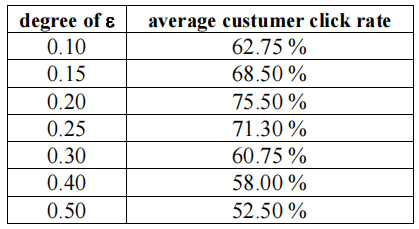 degree of ε average custumer click rate
0.10 62.75 %
0.15 68.50 %
0.20 75.50 %
0.25 71.30 %
0.30 60.75 %
0.40 58.00 %
0.50 52.50 %